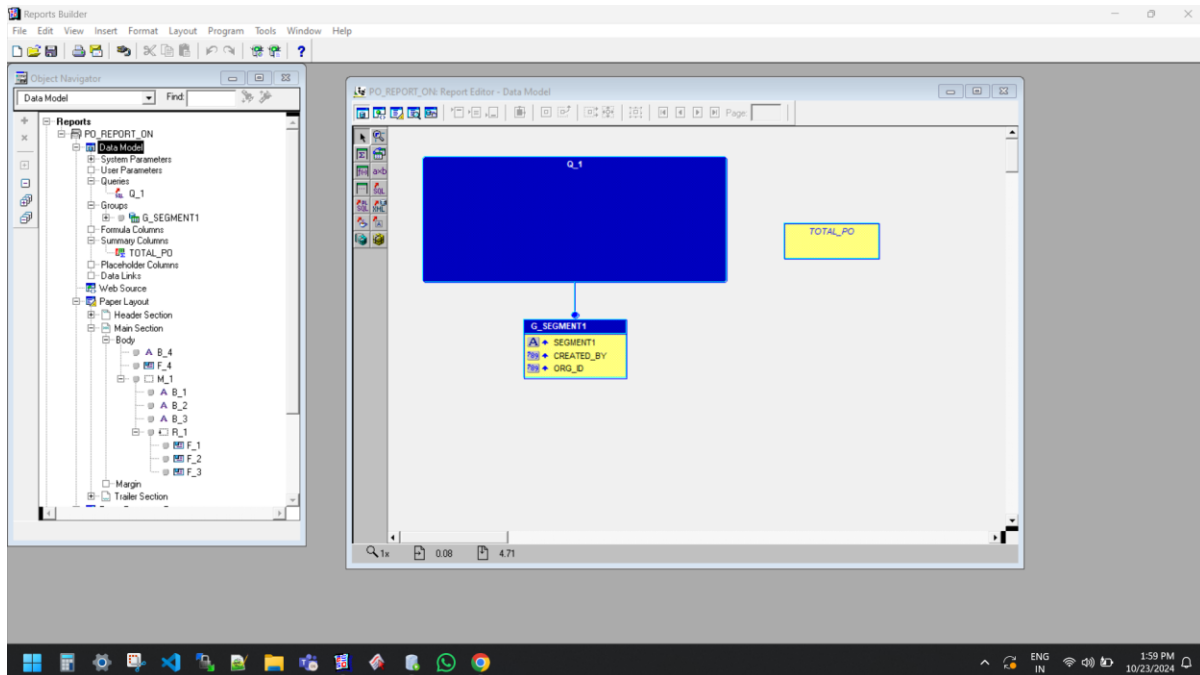 Reports Builder
File Edit View Insert Format Layout Program Tools Window Help
Object Navigator
Data Model Find:
Reports
PO_REPORT_ON
Data Model
System Parameters
User Parameters
Queries
Q_1
Groups
G_SEGMENT1
Formula Columns
Summary Columns
TOTAL_PO
Placeholder Columns
Data Links
Web Source
Paper Layout
Header Section
Main Section
Body
B_4
F_4
M_1
B_1
B_2
B_3
R_1
F_1
F_2
F_3
Margin
Trailer Section
PO_REPORT_ON: Report Editor - Data Model
Page
Q_1
TOTAL_PO
G_SEGMENT1
SEGMENT1
CREATED_BY
ORG_ID
1x 0.08 4.71
ENG
IN
1:59 PM
10/23/2024